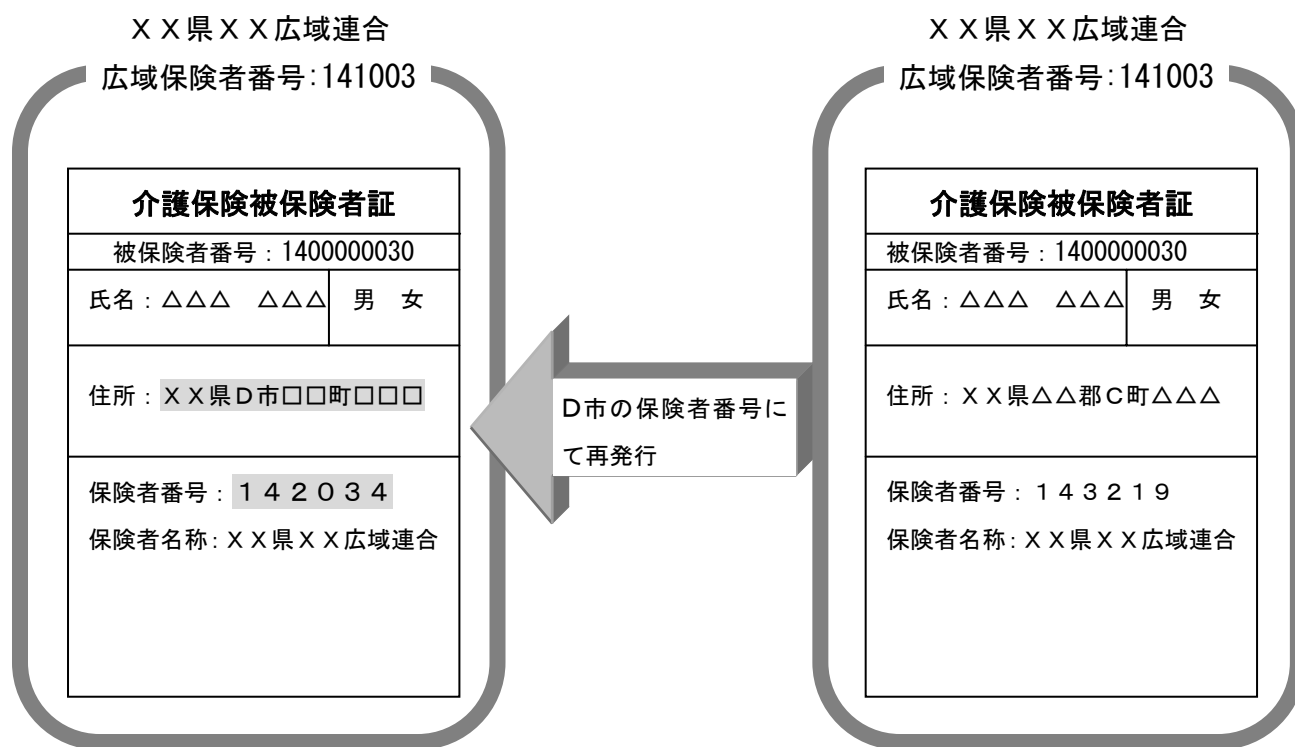 ＸＸ県ＸＸ広域連合
広域保険者番号：141003
介護保険被保険者証
被保険者番号：1400000030
氏名：△△△　△△△　男　女
住所：ＸＸ県Ｄ市□□町□□□
保険者番号：１４２０３４
保険者名称：ＸＸ県ＸＸ広域連合
Ｄ市の保険者番号に
て再発行
ＸＸ県ＸＸ広域連合
広域保険者番号：141003
介護保険被保険者証
被保険者番号：1400000030
氏名：△△△　△△△　男　女
住所：ＸＸ県△△郡Ｃ町△△△
保険者番号：１４３２１９
保険者名称：ＸＸ県ＸＸ広域連合